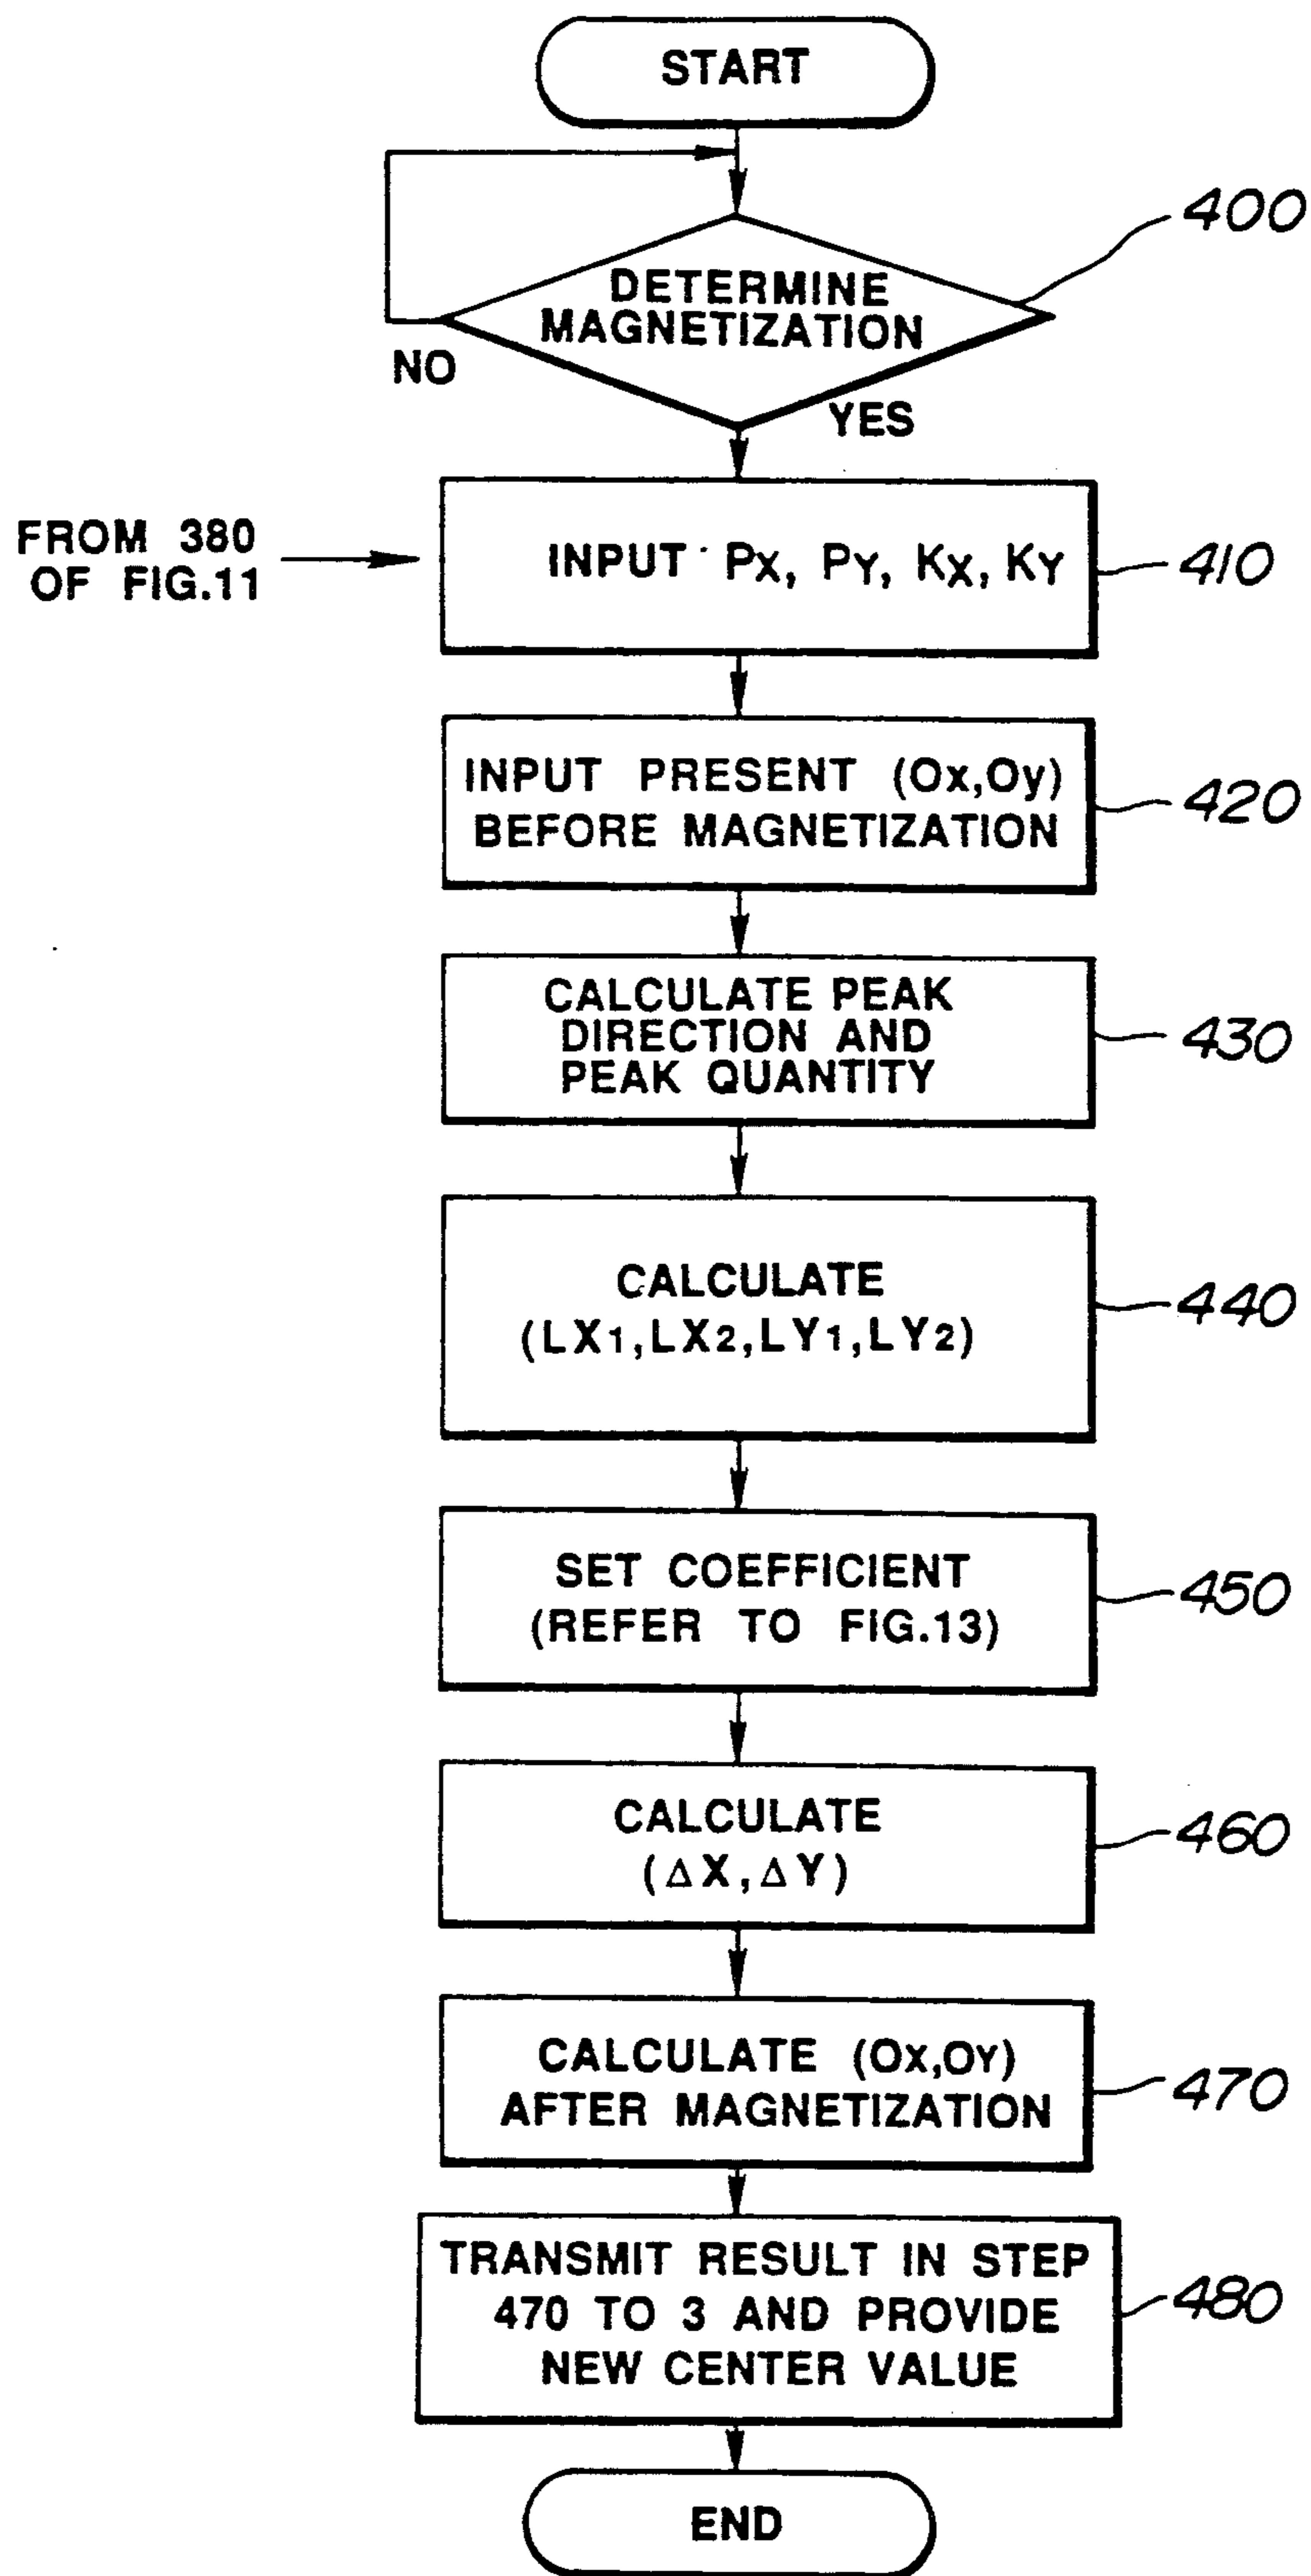 START
400
DETERMINE
MAGNETIZATION
NO
YES
FROM 380
OF FIG.11
INPUT PX, PY, KX, KY
410
INPUT PRESENT (Ox,Oy)
BEFORE MAGNETIZATION
420
CALCULATE PEAK
DIRECTION AND
PEAK QUANTITY
430
CALCULATE
(LX1,LX2,LY1,LY2)
440
SET COEFFICIENT
(REFER TO FIG.13)
450
CALCULATE
(ΔX,ΔY)
460
CALCULATE (OX,OY)
AFTER MAGNETIZATION
470
TRANSMIT RESULT IN STEP
470 TO 3 AND PROVIDE
NEW CENTER VALUE
480
END